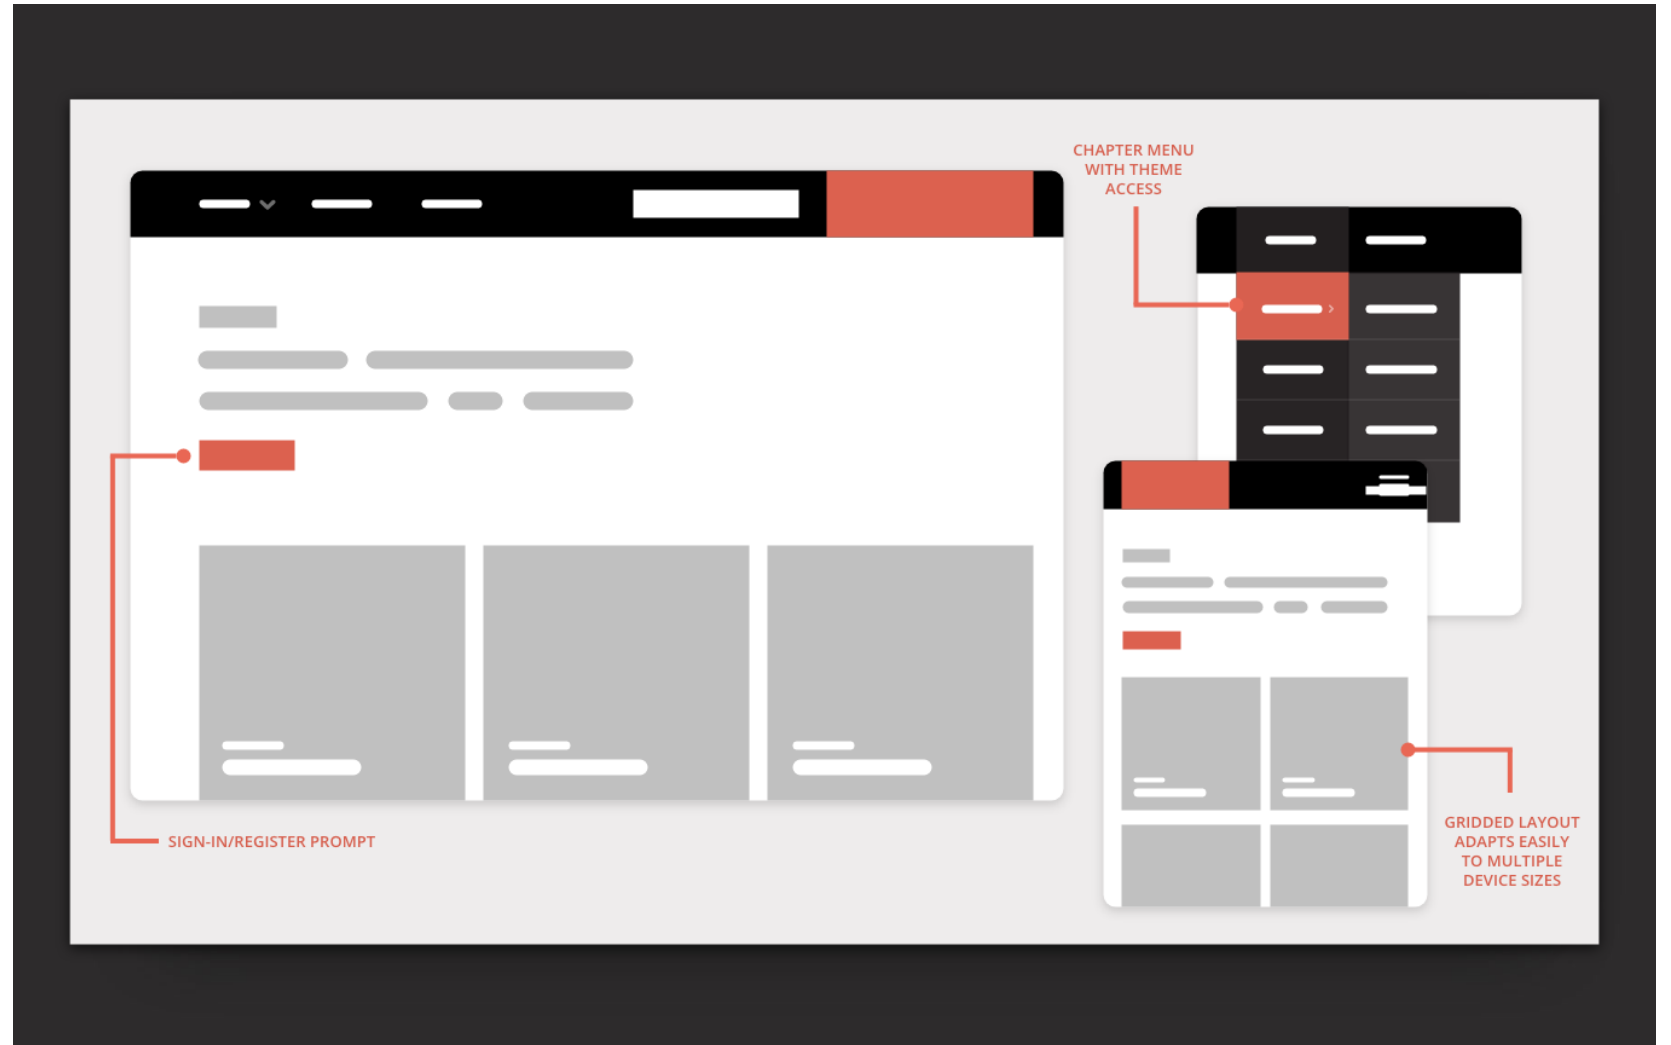 CHAPTER MENU
WITH THEME
ACCESS
SIGN-IN/REGISTER PROMPT
GRIDDED LAYOUT
ADAPTS EASILY
TO MULTIPLE
DEVICE SIZES